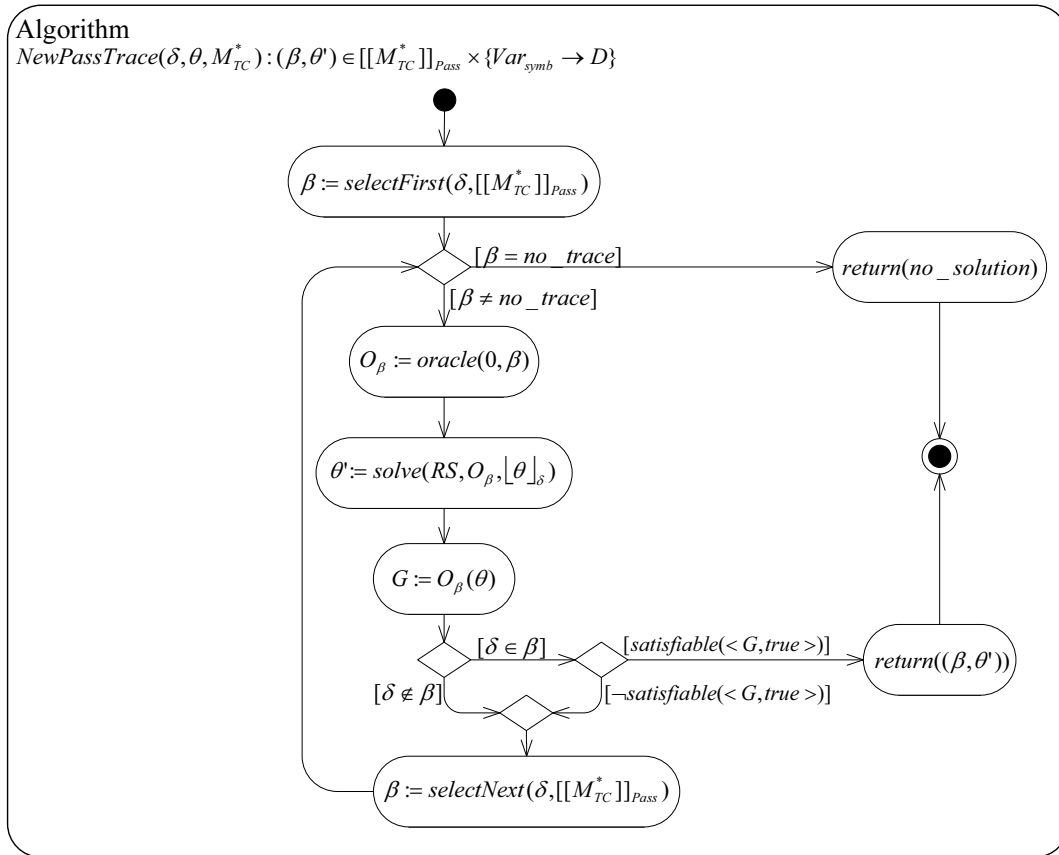 Algorithm
NewPassTrace(δ,θ,M*_TC):(β,θ')∈[[M*_TC]]_Pass×{Var_symb→D}
β:=selectFirst(δ,[[M*_TC]]_Pass)
[β=no_trace]
return(no_solution)
[β≠no_trace]
O_β:=oracle(0,β)
θ':=solve(RS,O_β,⌊θ⌋_δ)
G:=O_β(θ)
[δ∈β]
[satisfiable(<G,true>)]
return((β,θ'))
[δ∉β]
[¬satisfiable(<G,true>)]
β:=selectNext(δ,[[M*_TC]]_Pass)